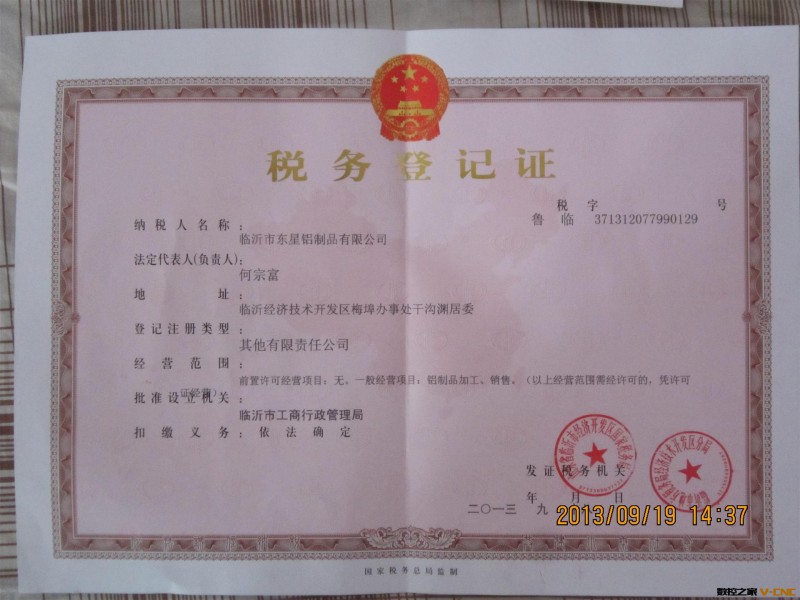 税务登记证
税 字 号
鲁 临 371312077990129
纳税人名称：
临沂市东星铝制品有限公司
法定代表人(负责人)：
何宗富
地 址：
临沂经济技术开发区梅埠办事处干沟渊居委
登记注册类型：
其他有限责任公司
经营范围：
前置许可经营项目：无。一般经营项目：铝制品加工、销售。（以上经营范围需经许可的，凭许可
证经营）
批准设立机关：
临沂市工商行政管理局
扣缴义务：依法确定
发证税务机关
年 月 日
二〇一三 九
2013/09/19 14:37
国家税务总局监制
数控之家 V-CNC